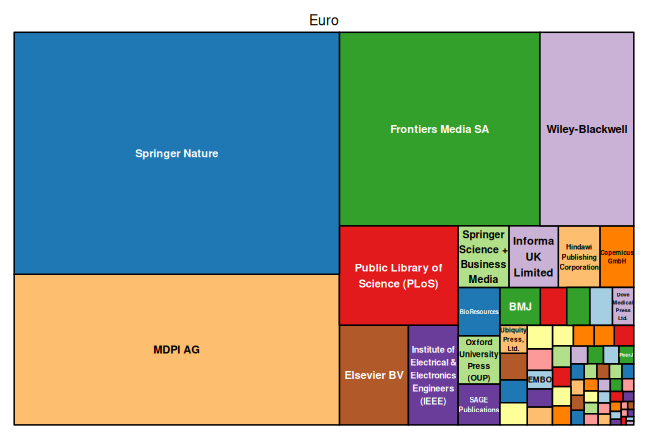 Euro
Springer Nature
Frontiers Media SA
Wiley-Blackwell
MDPI AG
Public Library of
Science (PLoS)
Springer
Science +
Business
Media
Informa
UK
Limited
Hindawi
Publishing
Corporation
Copernicus
GmbH
BioResources
BMJ
Dove
Medical
Press
Ltd.
Elsevier BV
Institute of
Electrical &
Electronics
Engineers
(IEEE)
Oxford
University
Press
(OUP)
SAGE
Publications
Ubiquity
Press,
Ltd.
EMBO
PeerJ